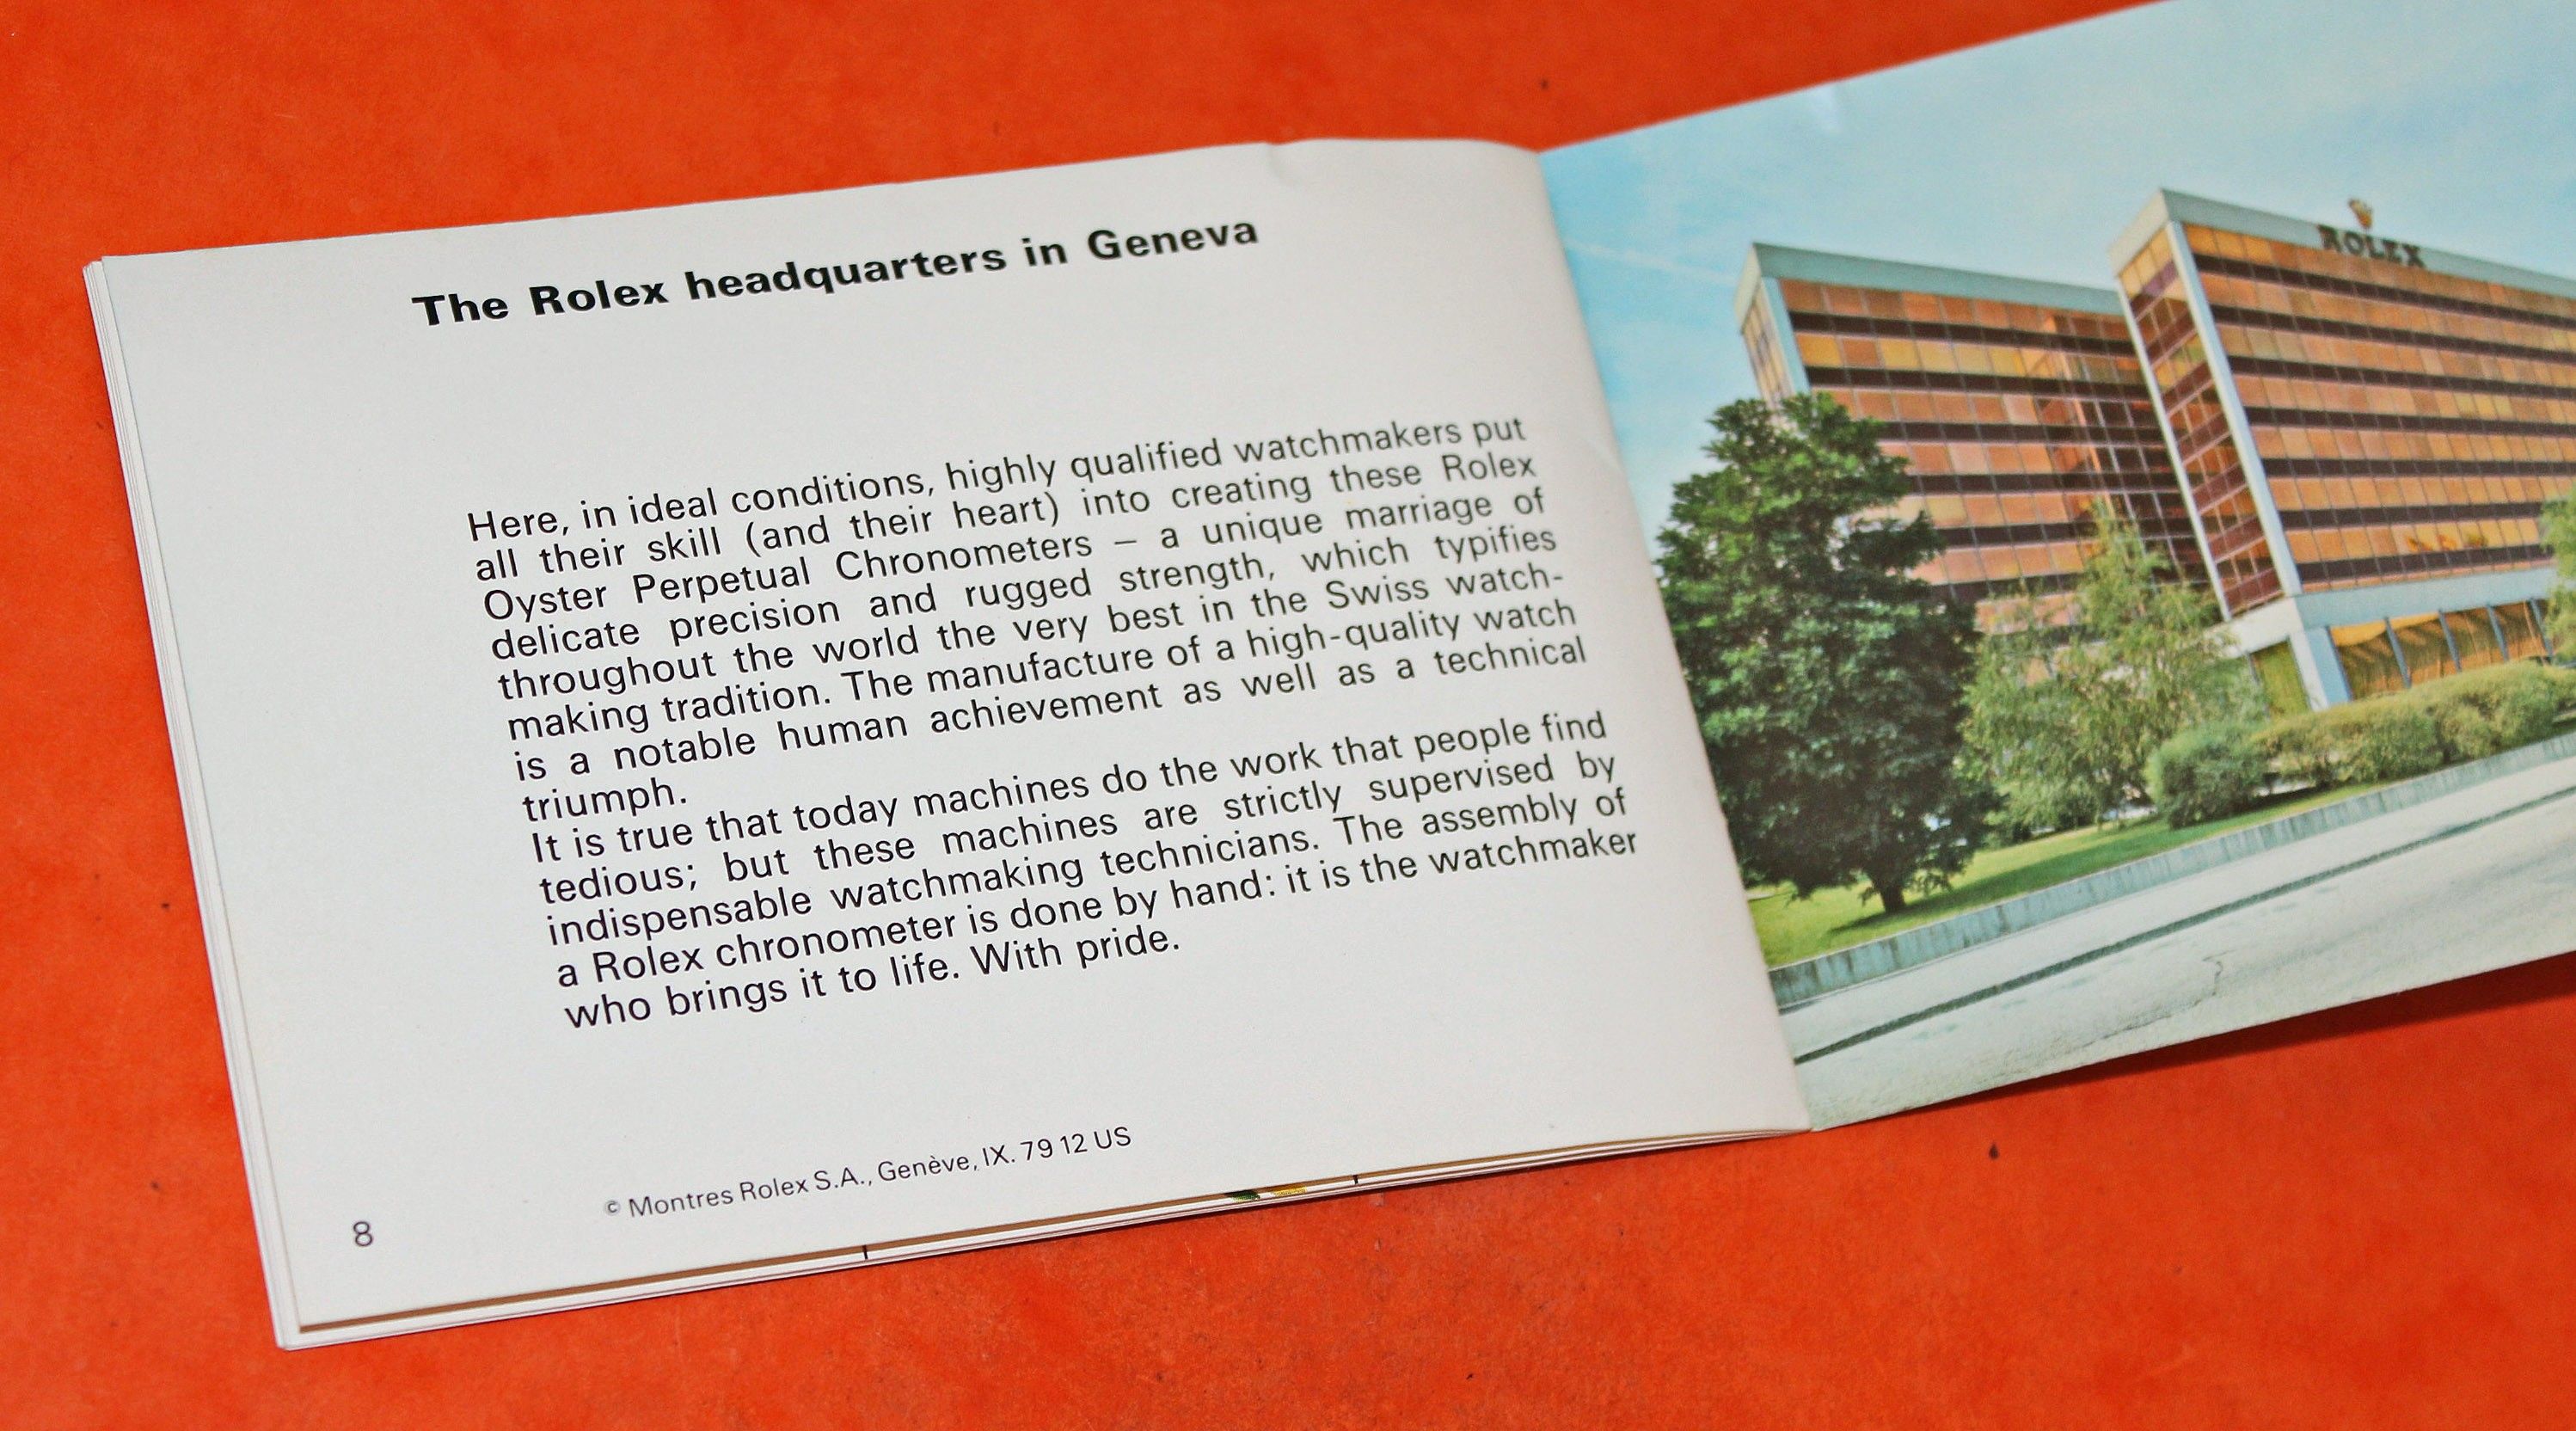 The Rolex headquarters in Geneva
Here, in ideal conditions, highly qualified watchmakers put
all their skill (and their heart) into creating these Rolex
Oyster Perpetual Chronometers – a unique marriage of
delicate precision and rugged strength, which typifies
throughout the world the very best in the Swiss watch-
making tradition. The manufacture of a high-quality watch
is a notable human achievement as well as a technical
triumph.
It is true that today machines do the work that people find
tedious; but these machines are strictly supervised by
indispensable watchmaking technicians. The assembly of
a Rolex chronometer is done by hand: it is the watchmaker
who brings it to life. With pride.
© Montres Rolex S.A., Genève, IX. 79 12 US
8
ROLEX